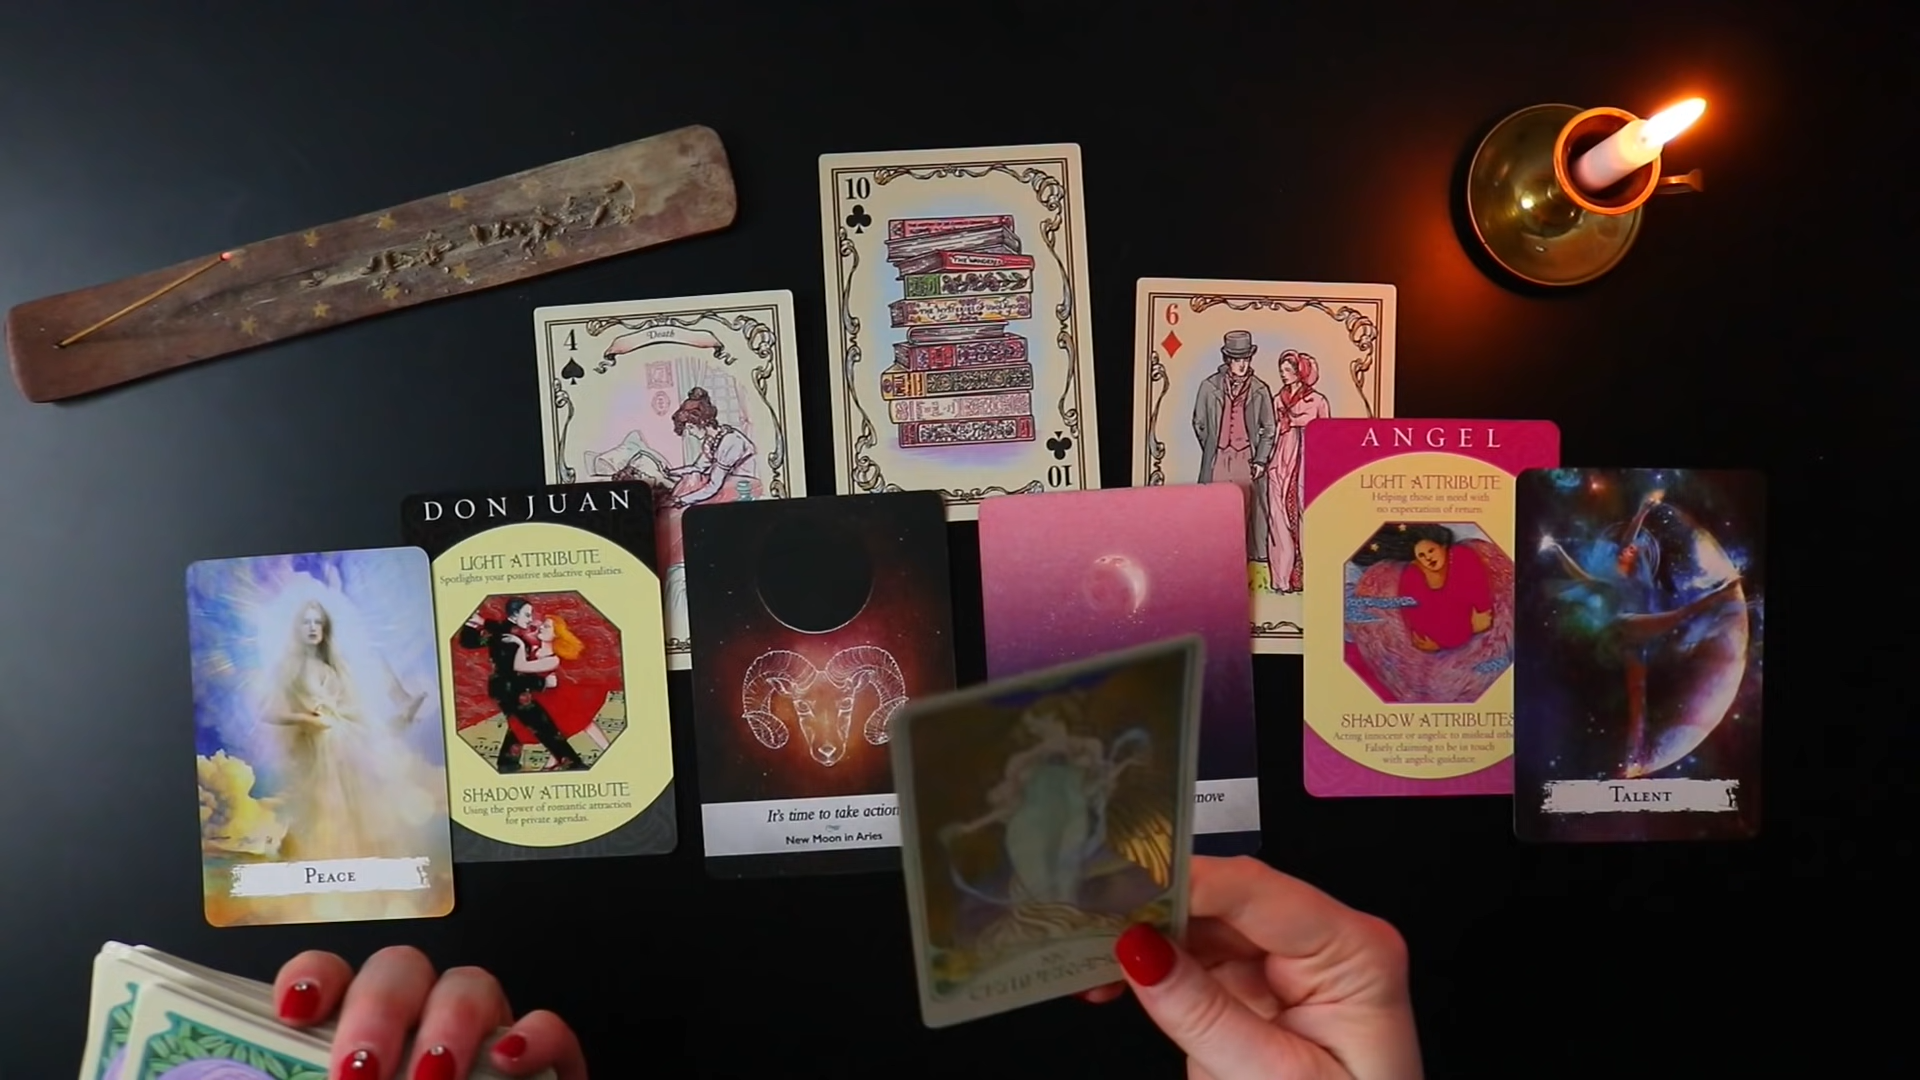 10
THE WANDERER
10
4
Death
6
ANGEL
LIGHT ATTRIBUTE
Helping those in need with
no expectation of return.
SHADOW ATTRIBUTES
Acting innocent or angelic to mislead
Falsely claiming to be in touch
with angelic guidance.
DON JUAN
LIGHT ATTRIBUTE
Spotlights your positive seductive qualities.
SHADOW ATTRIBUTE
Using the power of romantic attraction
for private agendas.
PEACE
It's time to take action
New Moon in Aries
move
TALENT